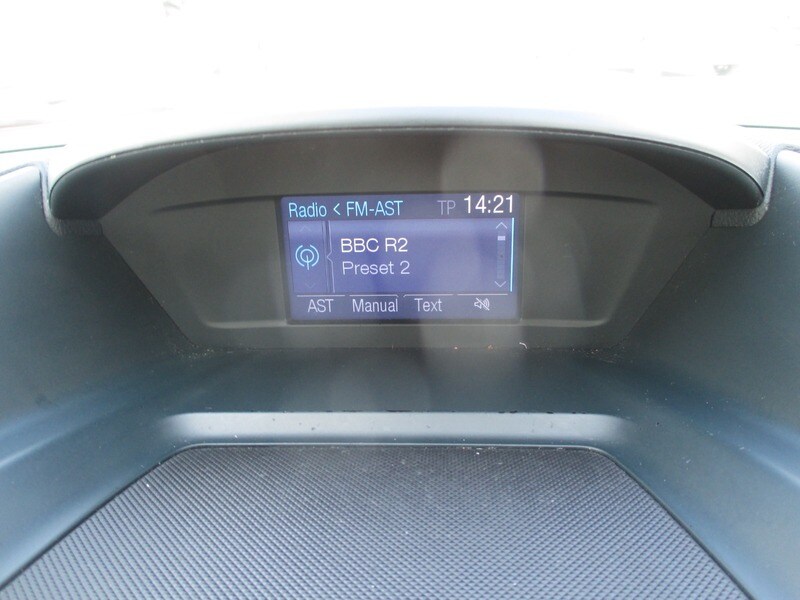 Radio < FM-AST TP 14:21
BBC R2
Preset 2
AST Manual Text